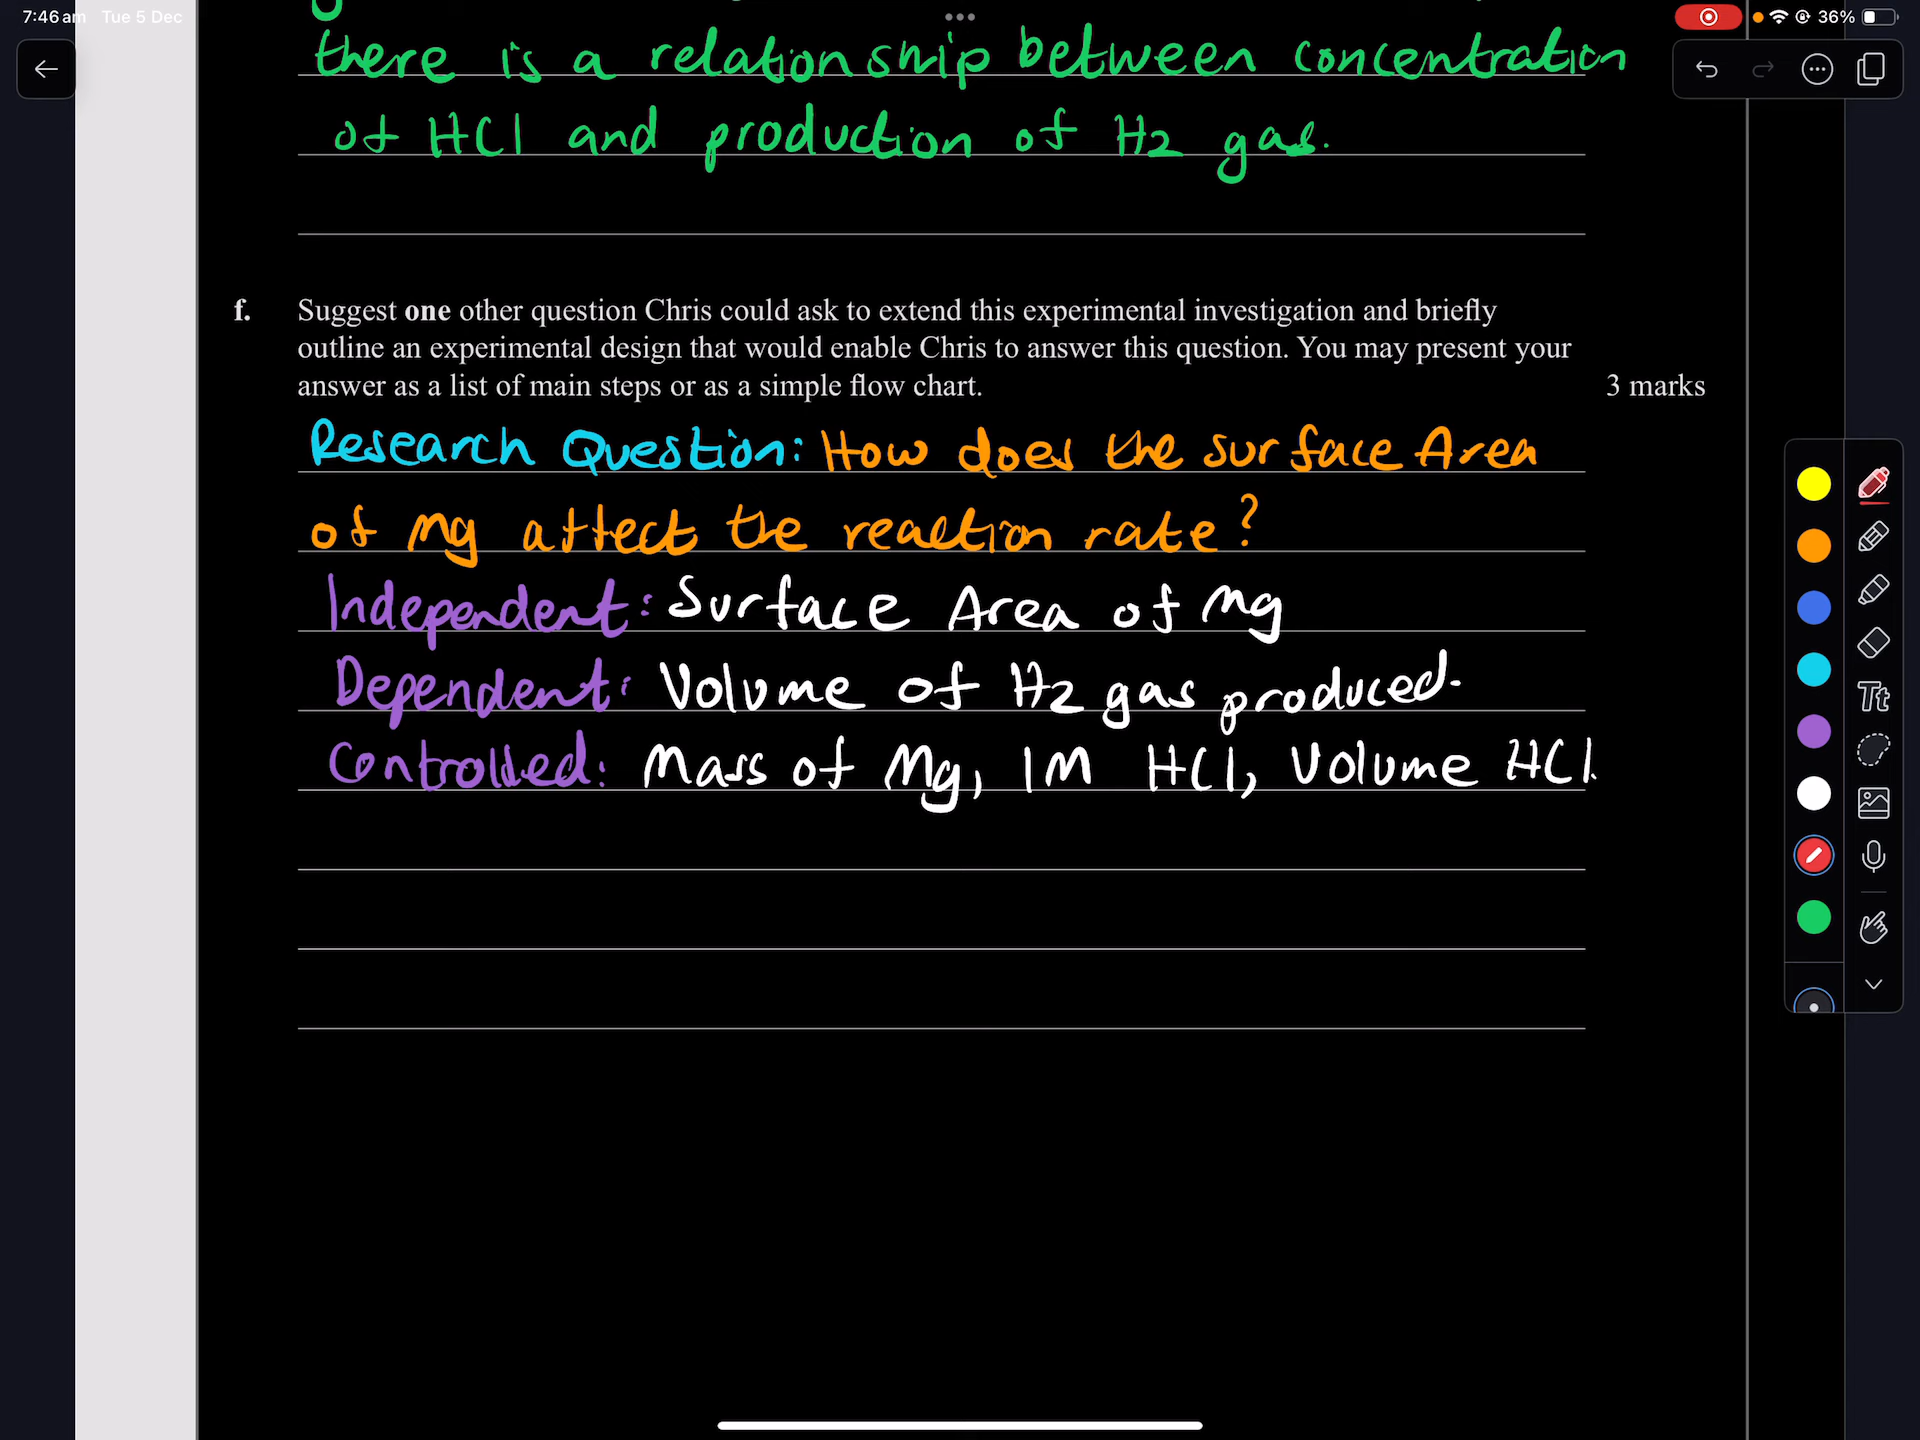 7:46 am Tue 5 Dec
36%
there is a relationship between concentration
of HCl and production of H2 gas.
f. Suggest one other question Chris could ask to extend this experimental investigation and briefly
outline an experimental design that would enable Chris to answer this question. You may present your
answer as a list of main steps or as a simple flow chart. 3 marks
Research Question: How does the surface Area
of Mg affect the reaction rate?
Independent: Surface Area of Mg
Dependent: Volume of H2 gas produced.
Controlled: Mass of Mg, 1M HCl, Volume HCl.
Tt